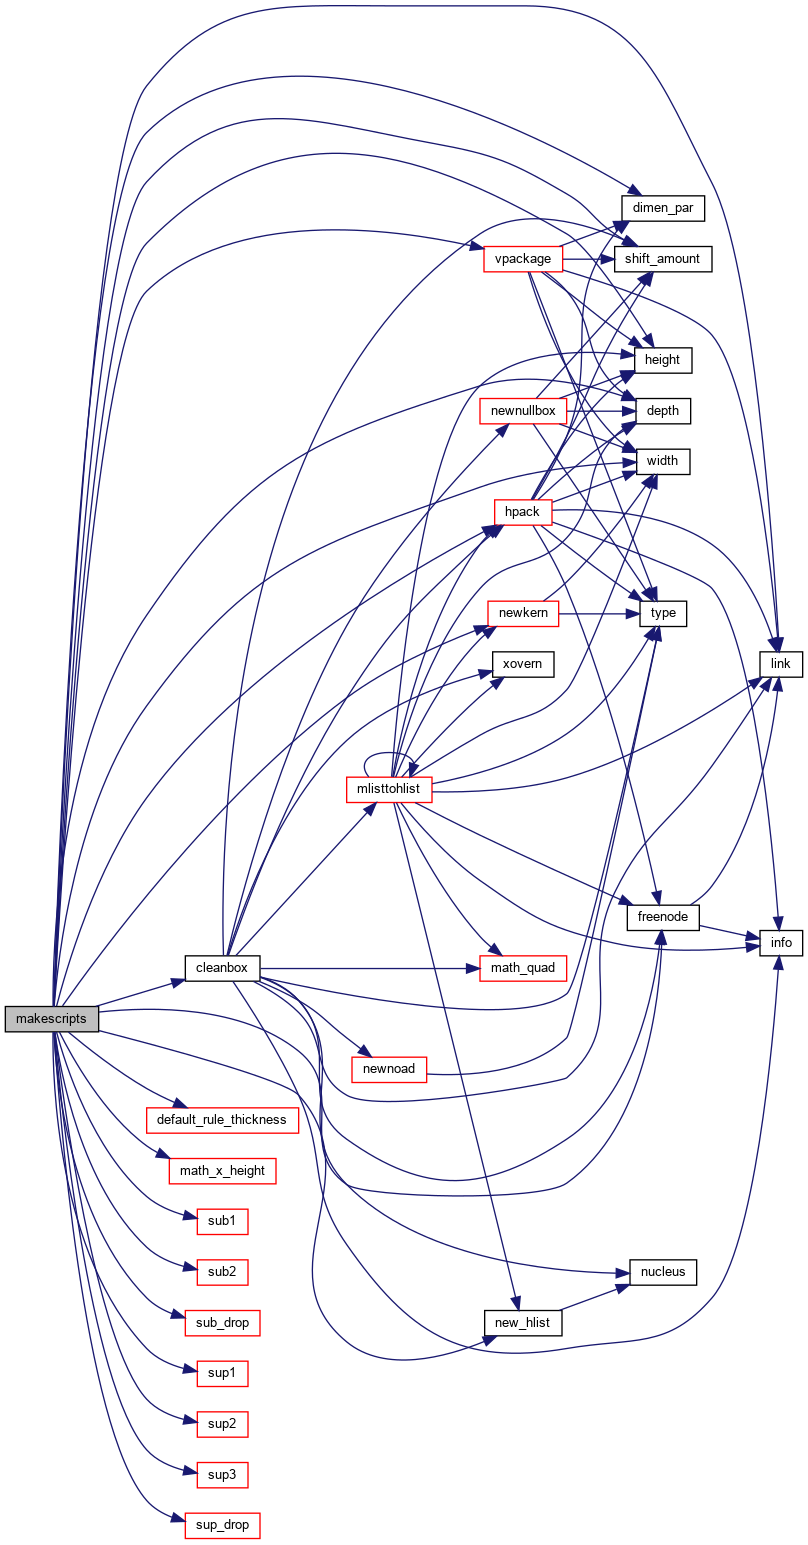 dimen_par
vpackage
shift_amount
height
newnullbox
depth
width
hpack
newkern
type
xovern
link
mlisttohlist
freenode
info
cleanbox
math_quad
makescripts
newnoad
default_rule_thickness
math_x_height
sub1
sub2
nucleus
sub_drop
new_hlist
sup1
sup2
sup3
sup_drop